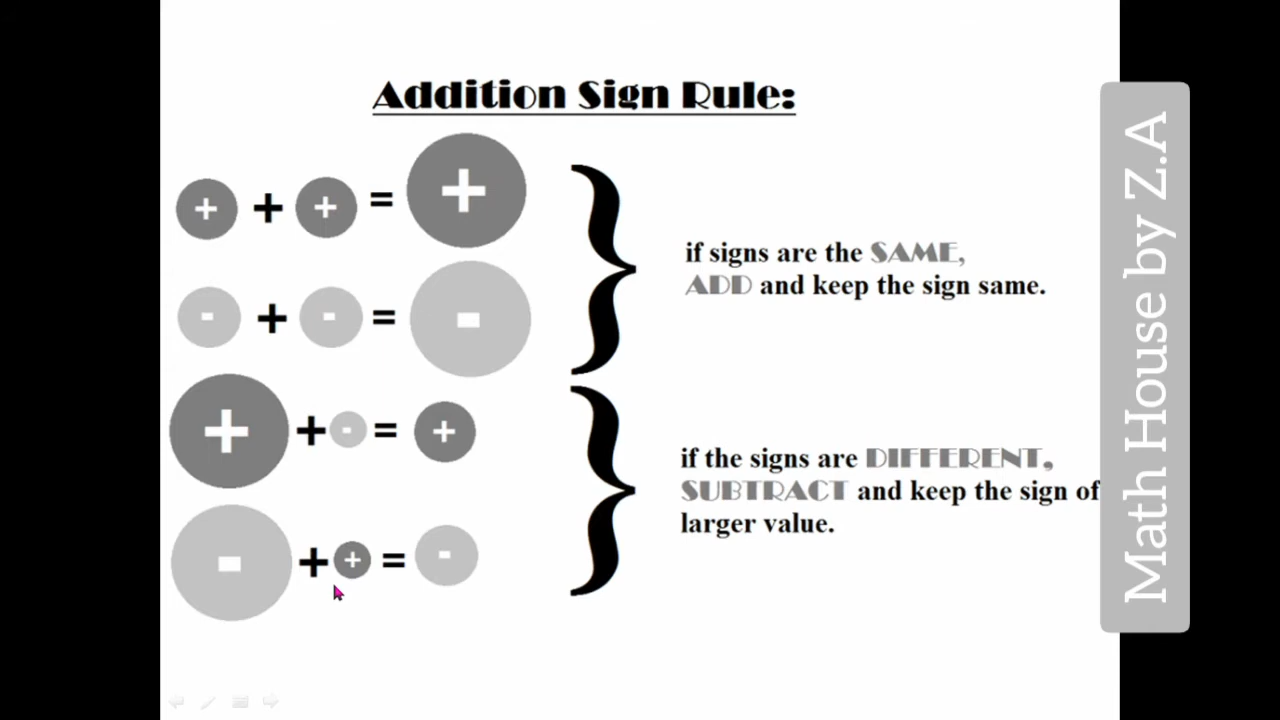 Addition Sign Rule:
+ + + = +
- + - = -
if signs are the SAME,
ADD and keep the sign same.
+ + - = +
- + + = -
if the signs are DIFFERENT,
SUBTRACT and keep the sign of
larger value.
Math House by Z.A